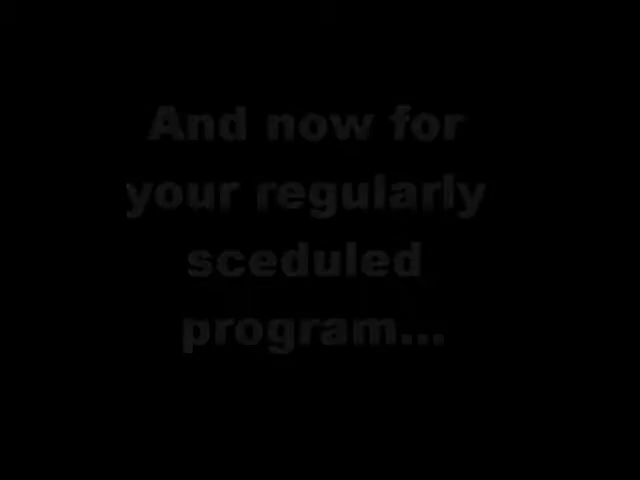 And now for
your regularly
sceduled
program...